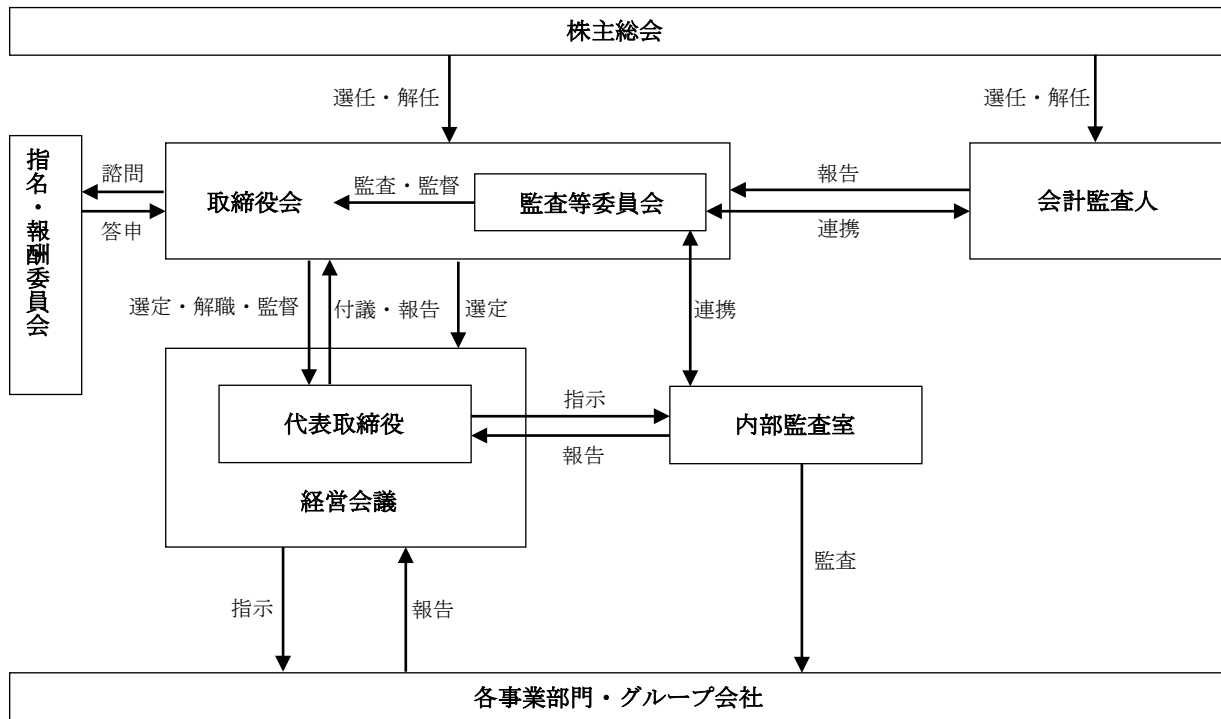 株主総会
選任・解任
選任・解任
指名・報酬委員会
諮問
答申
取締役会
監査・監督
監査等委員会
報告
連携
会計監査人
選定・解職・監督
付議・報告
選定
連携
代表取締役
指示
報告
内部監査室
経営会議
監査
指示
報告
各事業部門・グループ会社